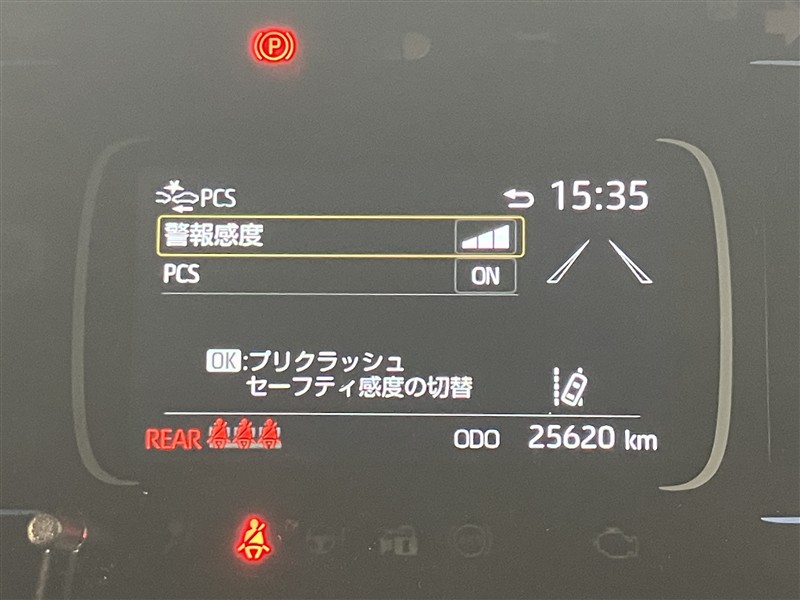 P
PCS 15:35
警報感度
PCS ON
OK:プリクラッシュ
セーフティ感度の切替
REAR ODO 25620 km